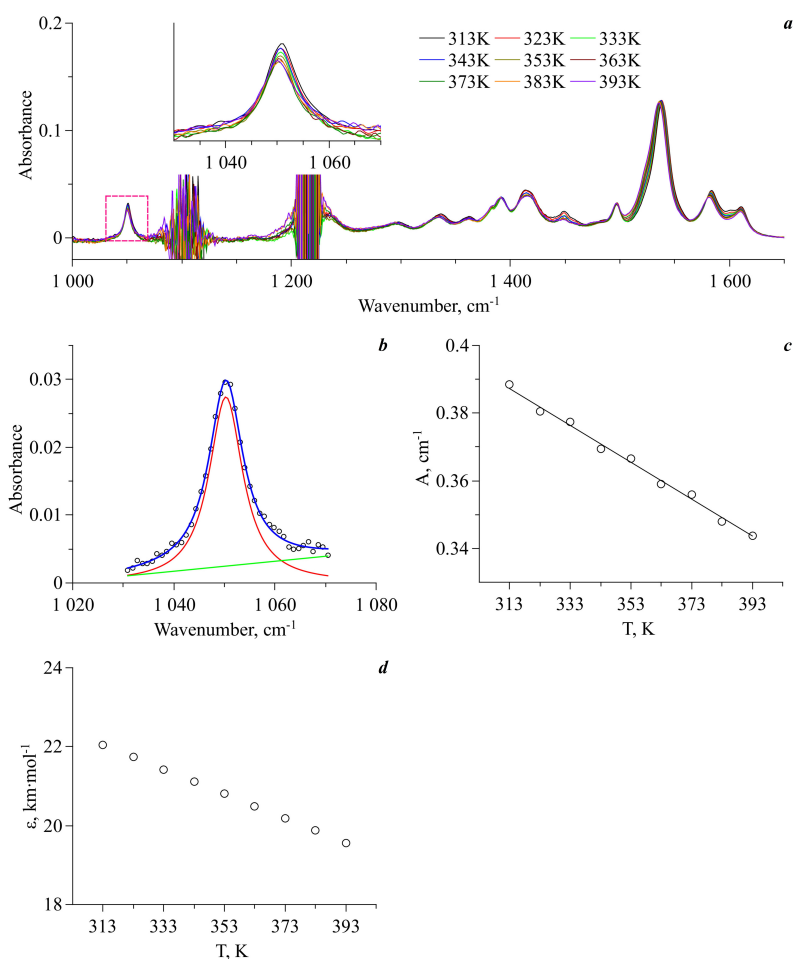 a
0.2
0.1
0
Absorbance
313K 323K 333K
343K 353K 363K
373K 383K 393K
1 040 1 060
1 000 1 200 1 400 1 600
Wavenumber, cm-1
b
0.03
0.02
0.01
0
Absorbance
1 020 1 040 1 060 1 080
Wavenumber, cm-1
c
0.4
0.38
0.36
0.34
A, cm-1
313 333 353 373 393
T, K
d
24
22
20
18
ε, km·mol-1
313 333 353 373 393
T, K